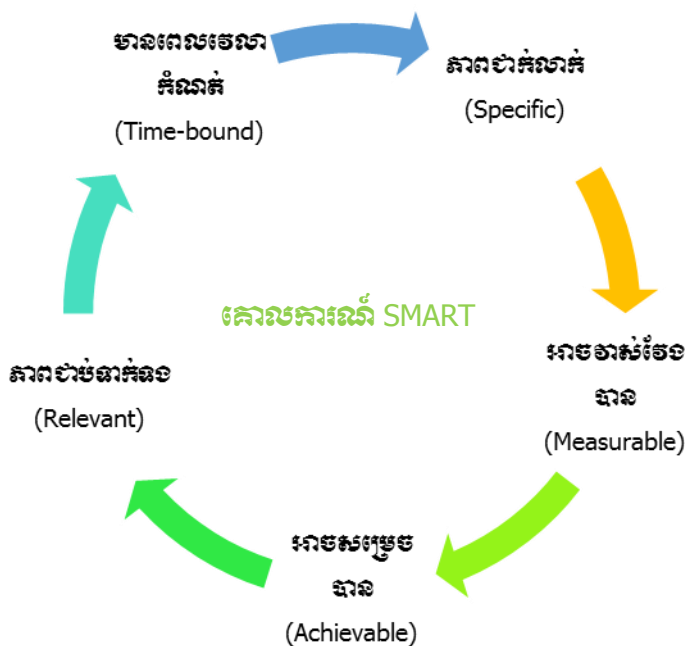 មានពេលវេលា
កំណត់
(Time-bound)
ភាពជាក់លាក់
(Specific)
គោលការណ៍ SMART
អាចវាស់វែង
បាន
(Measurable)
ភាពជាប់ទាក់ទង
(Relevant)
អាចសម្រេច
បាន
(Achievable)